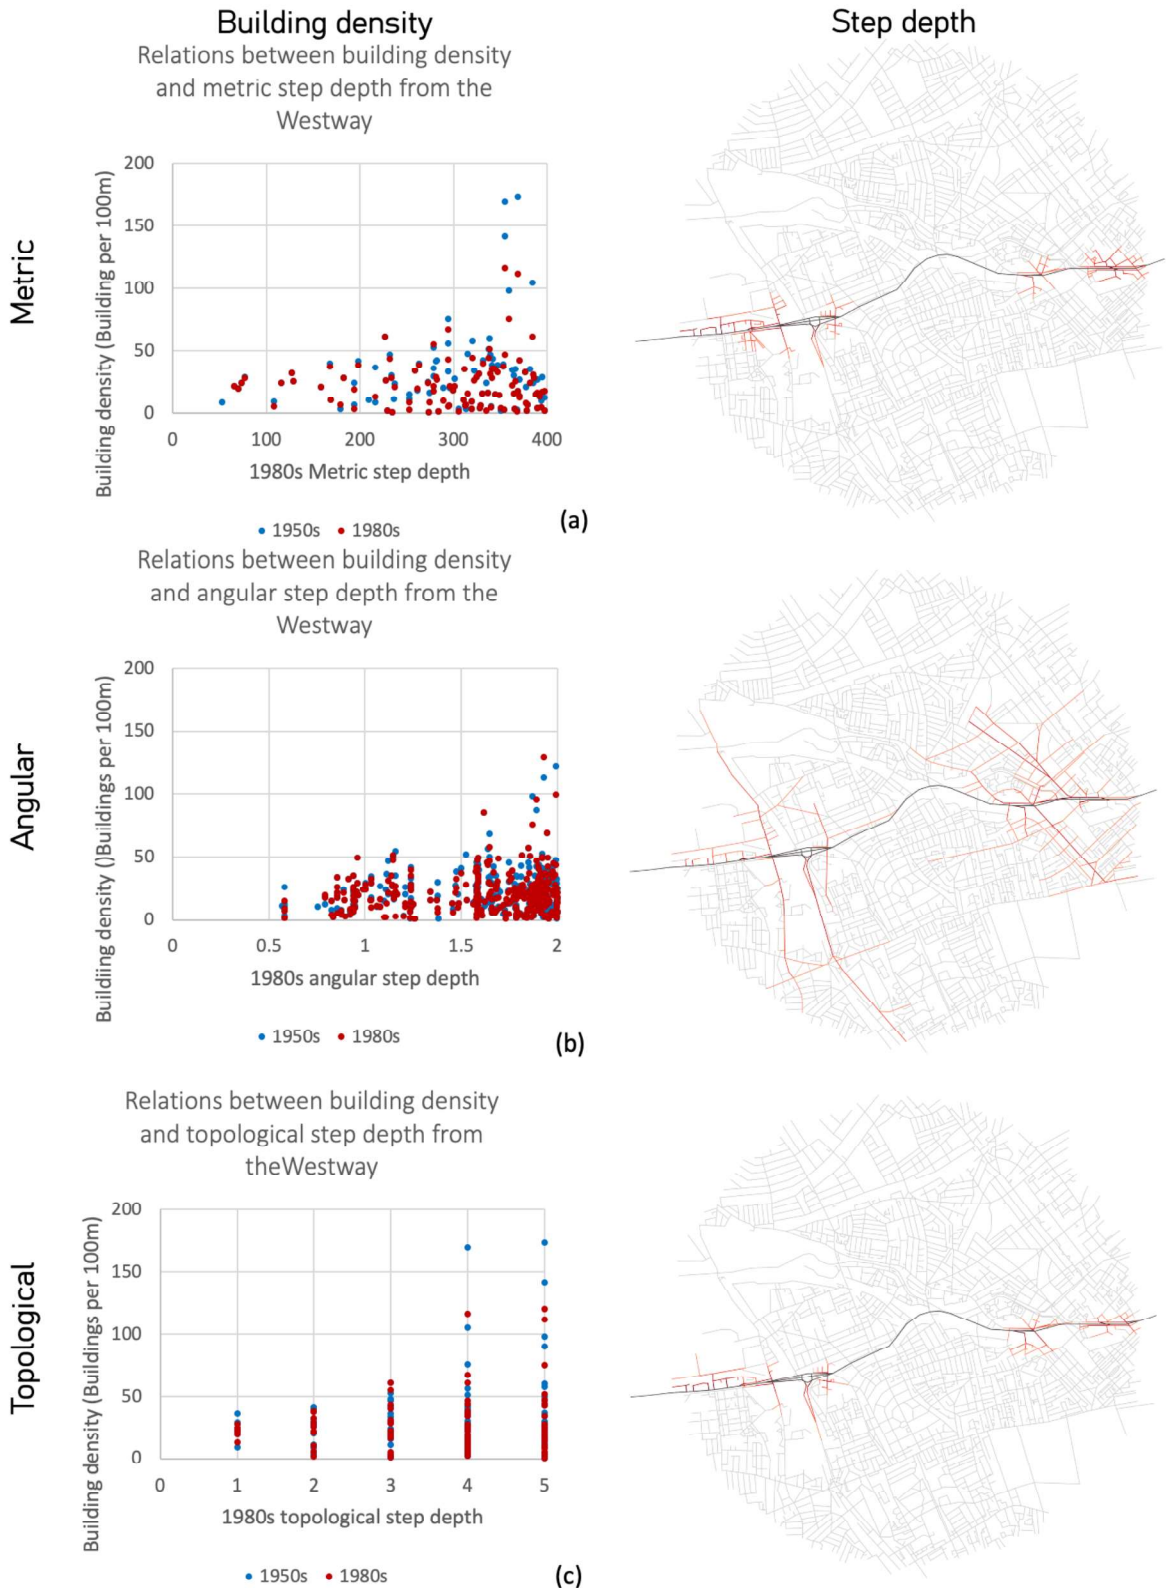 Building density
Step depth
Metric
Relations between building density
and metric step depth from the
Westway
Building density (Building per 100m)
200
150
100
50
0
0 100 200 300 400
1980s Metric step depth
1950s 1980s
(a)
Angular
Relations between building density
and angular step depth from the
Westway
Builiding density ()Buildings per 100m)
200
150
100
50
0
0 0.5 1 1.5 2
1980s angular step depth
1950s 1980s
(b)
Topological
Relations between building density
and topological step depth from
theWestway
Building density (Buildings per 100m)
200
150
100
50
0
0 1 2 3 4 5
1980s topological step depth
1950s 1980s
(c)